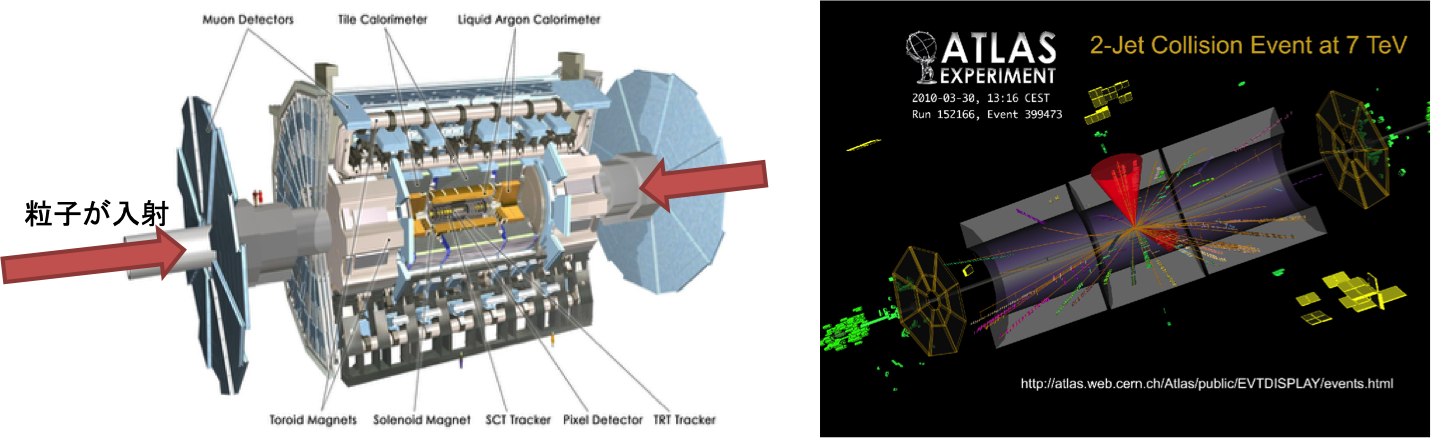 Muon Detectors
Tile Calorimeter
Liquid Argon Calorimeter
粒子が入射
Toroid Magnets
Solenoid Magnet
SCT Tracker
Pixel Detector
TRT Tracker
ATLAS
EXPERIMENT
2-Jet Collision Event at 7 TeV
2010-03-30, 13:16 CEST
Run 152166, Event 399473
http://atlas.web.cern.ch/Atlas/public/EVTDISPLAY/events.html